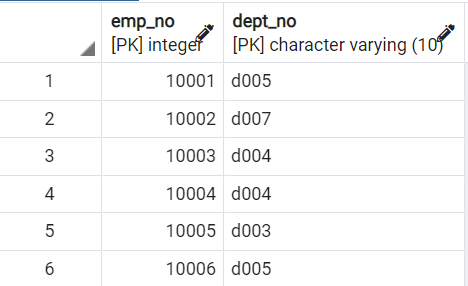 emp_no dept_no
[PK] integer [PK] character varying (10)
1 10001 d005
2 10002 d007
3 10003 d004
4 10004 d004
5 10005 d003
6 10006 d005